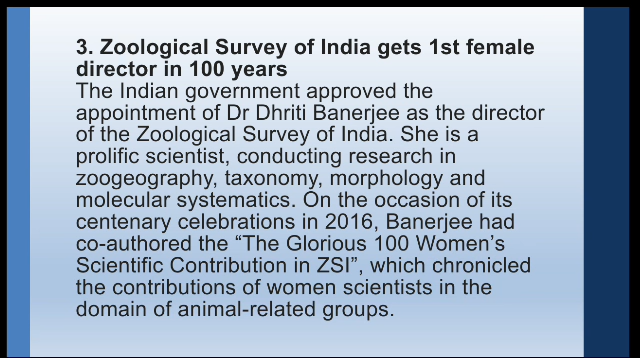 3. Zoological Survey of India gets 1st female
director in 100 years
The Indian government approved the
appointment of Dr Dhriti Banerjee as the director
of the Zoological Survey of India. She is a
prolific scientist, conducting research in
zoogeography, taxonomy, morphology and
molecular systematics. On the occasion of its
centenary celebrations in 2016, Banerjee had
co-authored the “The Glorious 100 Women’s
Scientific Contribution in ZSI”, which chronicled
the contributions of women scientists in the
domain of animal-related groups.